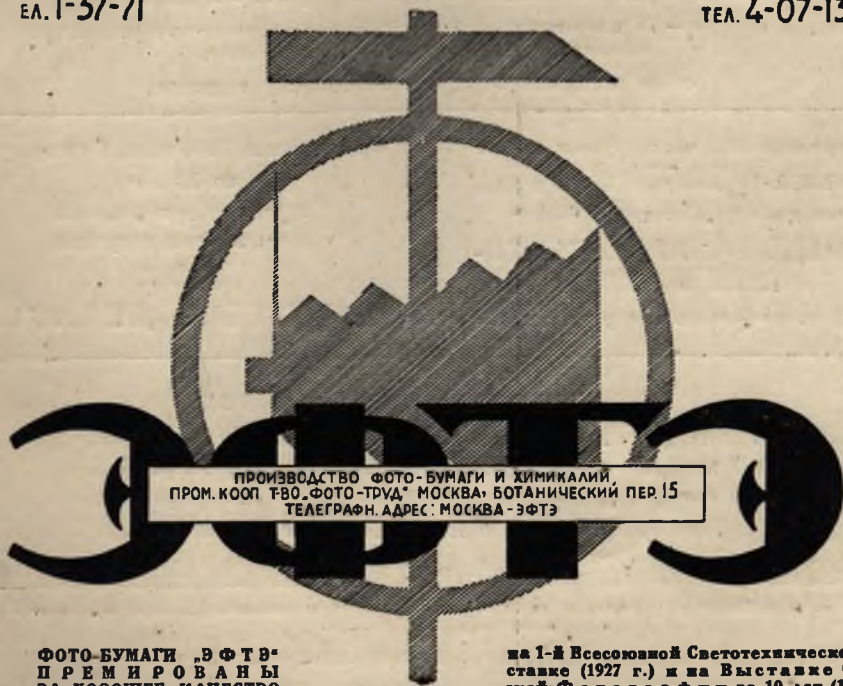 ЕЛ. 1-37-71
ТЕЛ. 4-07-13
ЭФТЭ
ПРОИЗВОДСТВО ФОТО-БУМАГИ И ХИМИКАЛИЙ,
ПРОМ. КООП Т-ВО „ФОТО-ТРУД“ МОСКВА, БОТАНИЧЕСКИЙ ПЕР. 15
ТЕЛЕГРАФН. АДРЕС: МОСКВА-ЭФТЭ
ФОТО-БУМАГИ „ЭФТЭ“
ПРЕМИРОВАНЫ
на 1-й Всесоюзной Светотехническо
ставке (1927 г.) и на Выставке